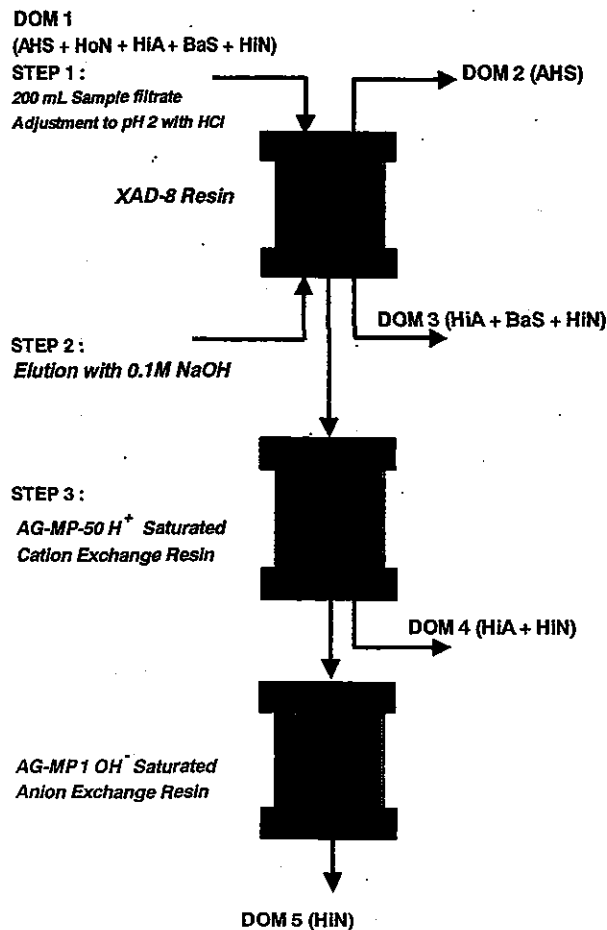 DOM 1
(AHS + HoN + HiA + BaS + HiN)
STEP 1 :
200 mL Sample filtrate
Adjustment to pH 2 with HCl
DOM 2 (AHS)
XAD-8 Resin
DOM 3 (HiA + BaS + HiN)
STEP 2 :
Elution with 0.1M NaOH
STEP 3 :
AG-MP-50 H+ Saturated
Cation Exchange Resin
DOM 4 (HiA + HiN)
AG-MP1 OH- Saturated
Anion Exchange Resin
DOM 5 (HiN)